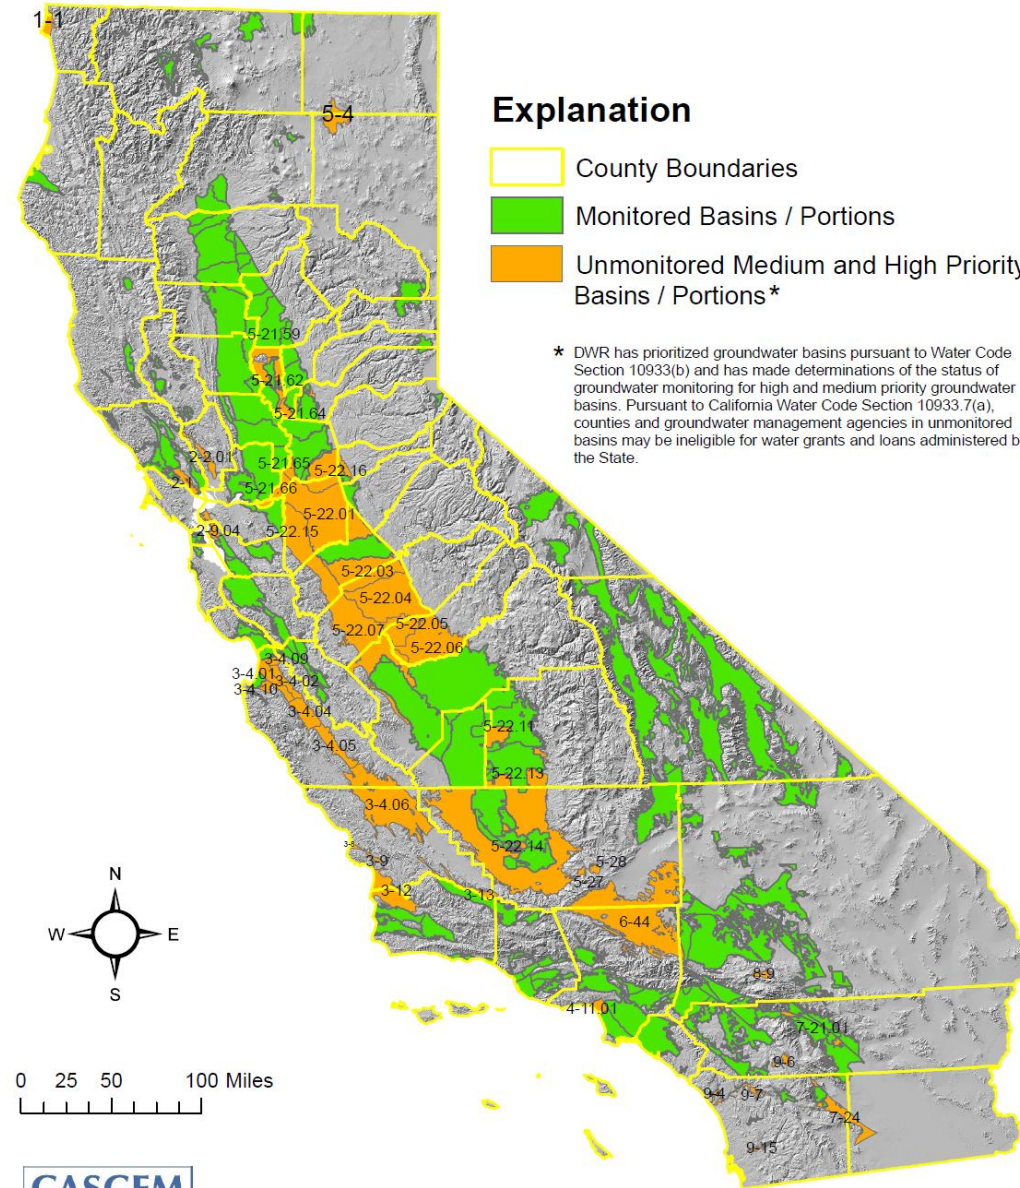 1-1
5-4
Explanation
County Boundaries
Monitored Basins / Portions
Unmonitored Medium and High Priority
Basins / Portions*
* DWR has prioritized groundwater basins pursuant to Water Code
Section 10933(b) and has made determinations of the status of
groundwater monitoring for high and medium priority groundwater
basins. Pursuant to California Water Code Section 10933.7(a),
counties and groundwater management agencies in unmonitored
basins may be ineligible for water grants and loans administered b
the State.
5-21.59
5-21.62
5-21.64
2-2.01
5-21.65
5-22.16
2-1
5-21.66
5-22.01
2-9.04
5-22.15
5-22.03
5-22.04
5-22.05
5-22.07
5-22.06
3-4.09
3-4.01
3-4.02
3-4.10
3-4.04
5-22.11
3-4.05
5-22.13
3-4.06
5-22.14
3-9
5-28
5-27
3-12
3-13
6-44
N
W
E
S
8-9
4-11.01
7-21.01
9-6
0 25 50 100 Miles
9-4
9-7
7-24
9-15
CASGEM